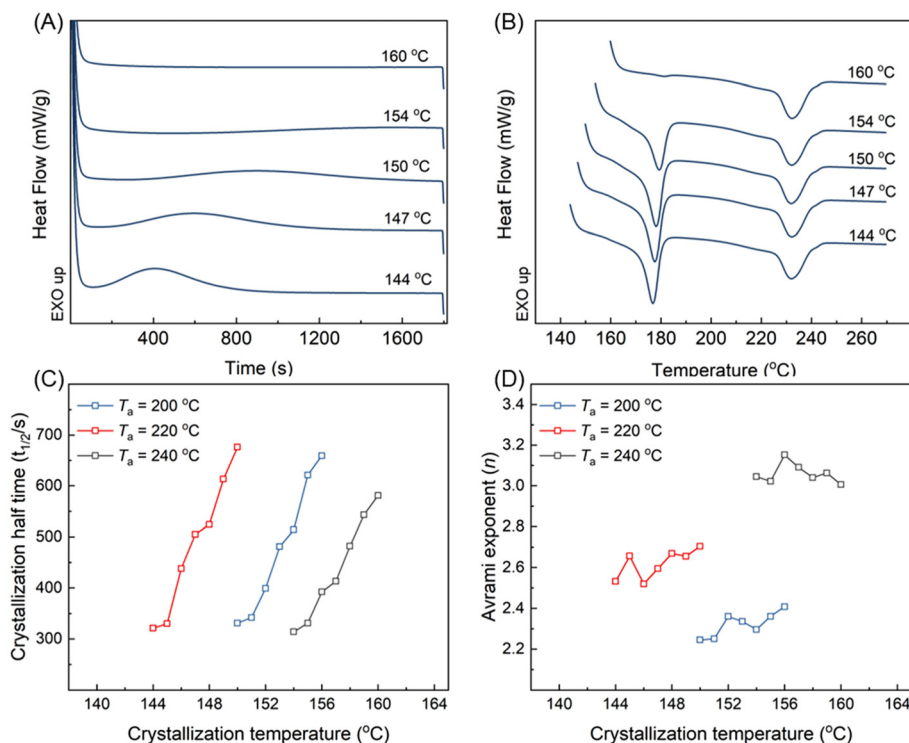 (A)
160 °C
154 °C
150 °C
147 °C
144 °C
Heat Flow (mW/g)
EXO up
400 800 1200 1600
Time (s)
(B)
160 °C
154 °C
150 °C
147 °C
144 °C
Heat Flow (mW/g)
EXO up
140 160 180 200 220 240 260
Temperature (°C)
(C)
Ta = 200 °C
Ta = 220 °C
Ta = 240 °C
Crystallization half time (t1/2/s)
700
600
500
400
300
140 144 148 152 156 160 164
Crystallization temperature (°C)
(D)
Ta = 200 °C
Ta = 220 °C
Ta = 240 °C
Avrami exponent (n)
3.4
3.2
3.0
2.8
2.6
2.4
2.2
140 144 148 152 156 160 164
Crystallization temperature (°C)